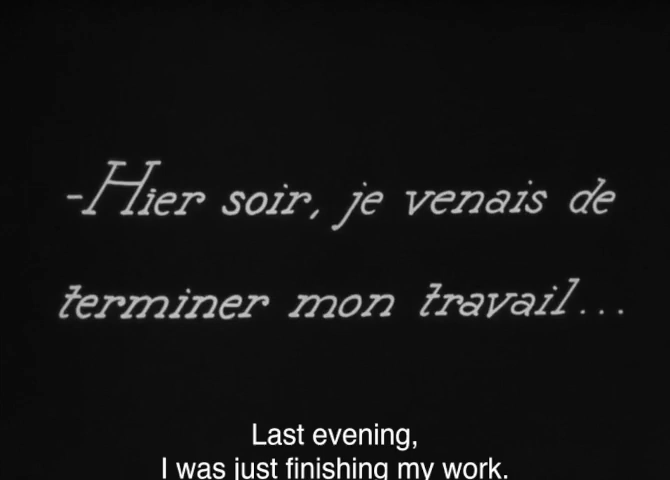 -Hier soir, je venais de
terminer mon travail...
Last evening,
I was just finishing my work.